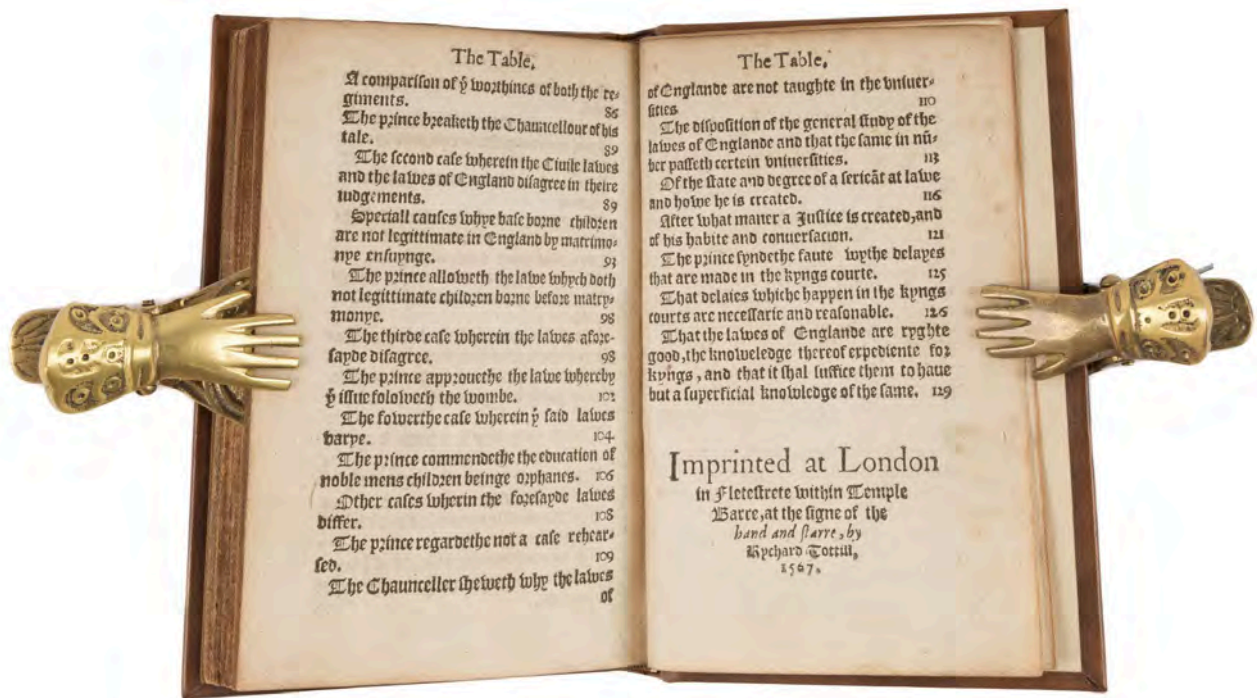 The Table,
A comparison of ỹ worthines of both the re-
giments. 86
The prince breaketh the Chauncellour of his
tale. 89
The second case wherein the Ciuile lawes
and the lawes of England disagree in theire
iudgements. 89
Speciall causes whye base borne children
are not legittimate in England by matrimo-
nye ensuynge. 93
The prince alloweth the lawe whych doth
not legittimate children borne before matry-
monye. 98
The thirde case wherein the lawes afore-
sayde disagree. 98
The prince approuethe the lawe whereby
ỹ issue foloweth the wombe. 102
The fowerthe case wherein ỹ said lawes
varye. 104
The prince commendethe the education of
noble mens children beinge orphanes. 106
Other cases wherin the foresayde lawes
differ. 108
The prince regardethe not a case rehear-
sed. 109
The Chaunceller sheweth why the lawes
of
The Table,
of Englande are not taughte in the vniuer-
sities 110
The disposition of the general study of the
lawes of Englande and that the same in nũ-
ber passeth certein vniuersities. 113
Of the state and degree of a seriãt at lawe
and howe he is created. 116
After what maner a Justice is created, and
of his habite and conuersacion. 121
The prince fyndethe faute wythe delayes
that are made in the kyngs courte. 125
That delaies whiche happen in the kyngs
courts are necessarie and reasonable. 126
That the lawes of Englande are ryghte
good, the knoweledge thereof expediente for
kyngs, and that it shal suffice them to haue
but a superficial knowledge of the same. 129
Imprinted at London
in Fletestrete within Temple
Barre, at the signe of the
hand and starre, by
Rychard Tottill,
1567.